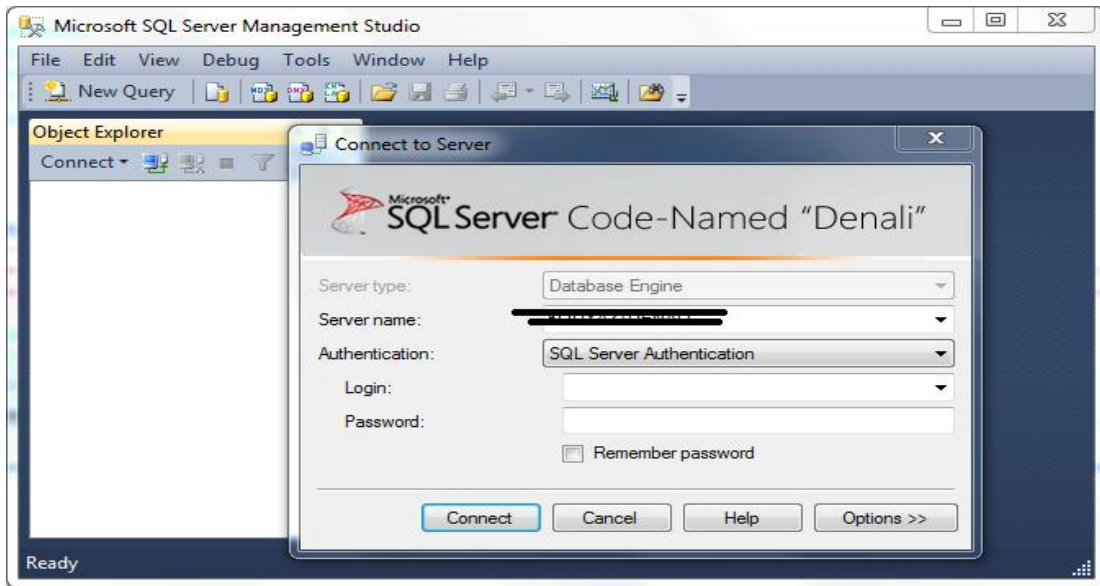 Microsoft SQL Server Management Studio
File Edit View Debug Tools Window Help
New Query
Object Explorer
Connect
Connect to Server
Microsoft®
SQL Server Code-Named “Denali”
Server type: Database Engine
Server name:
Authentication: SQL Server Authentication
Login:
Password:
Remember password
Connect Cancel Help Options >>
Ready